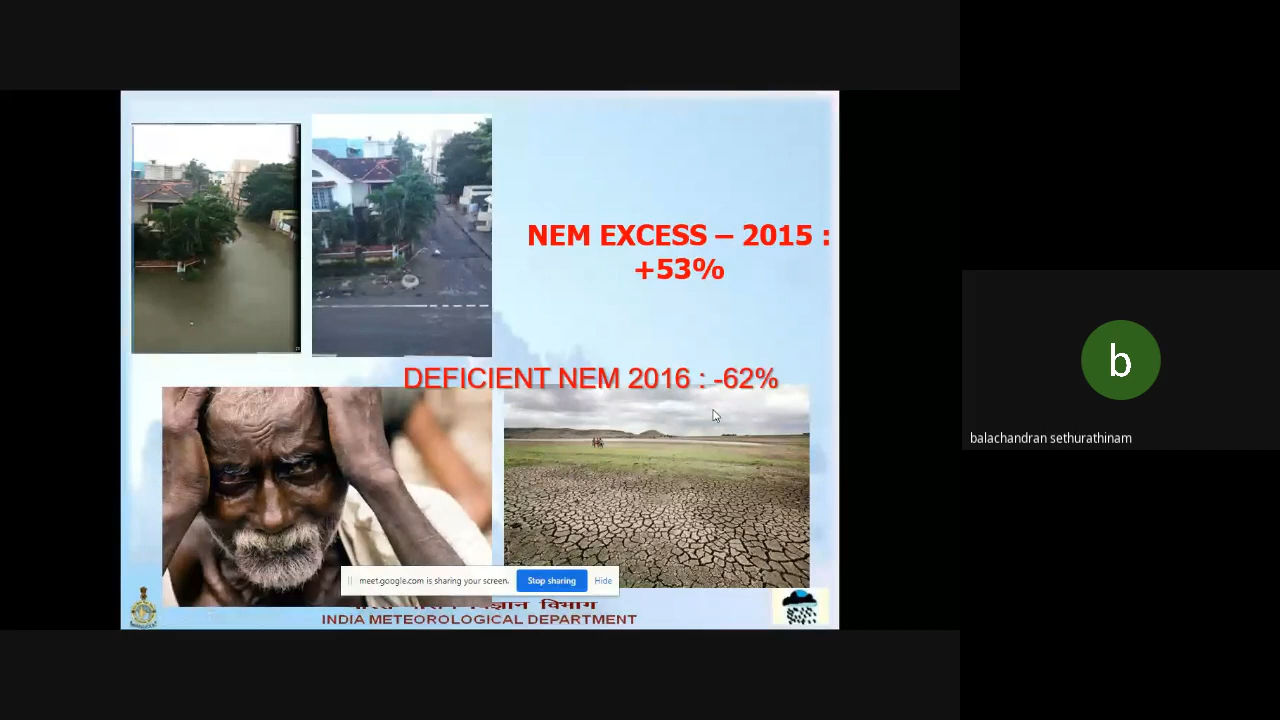 NEM EXCESS – 2015 :
+53%
DEFICIENT NEM 2016 : -62%
meet.google.com is sharing your screen.
Stop sharing
Hide
विज्ञान विभाग
INDIA METEOROLOGICAL DEPARTMENT
b
balachandran sethurathinam